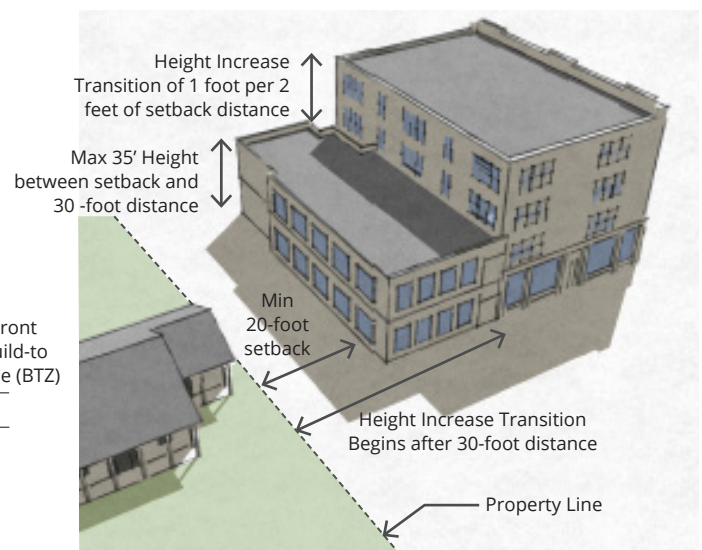 Height Increase
Transition of 1 foot per 2
feet of setback distance
Max 35' Height
between setback and
30 -foot distance
Min
20-foot
setback
(BTZ)
Height Increase Transition
Begins after 30-foot distance
Property Line